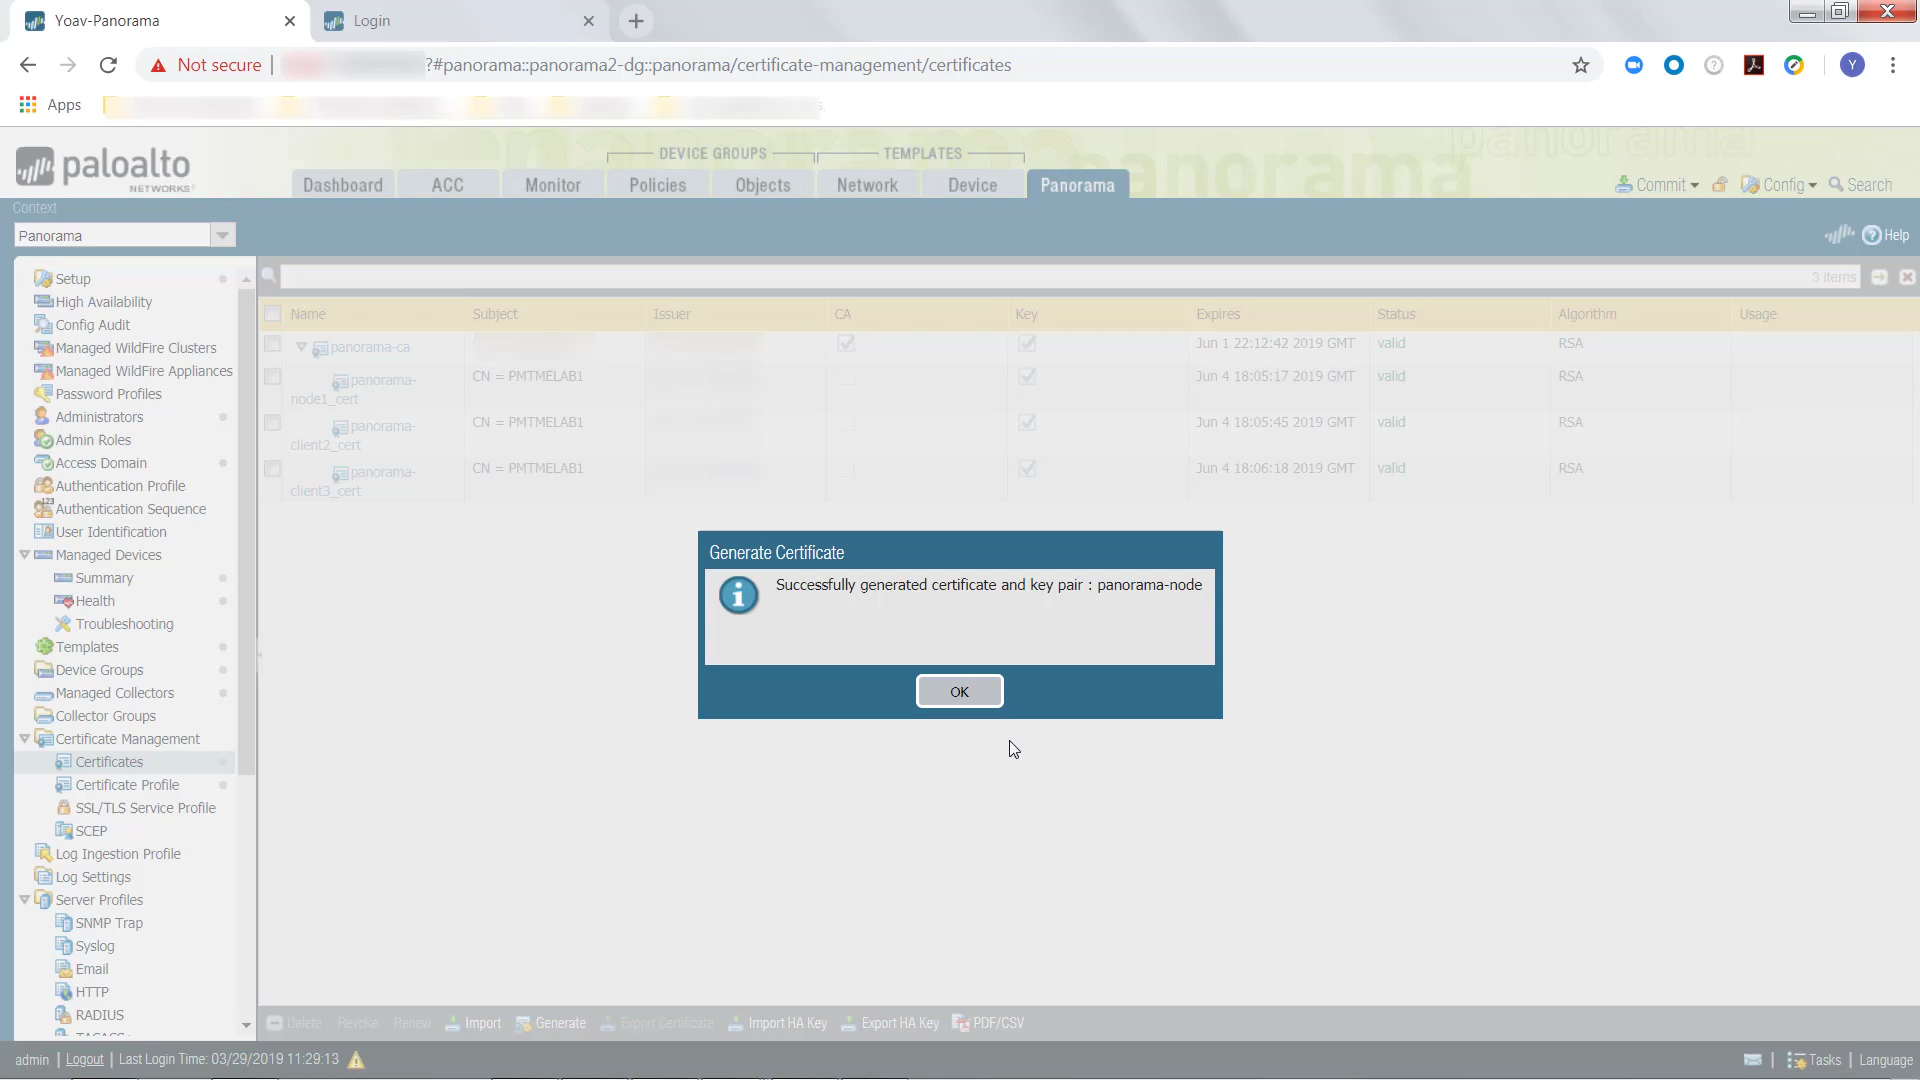 Yoav-Panorama
Login
Not secure
?#panorama::panorama2-dg::panorama/certificate-management/certificates
Y
Apps
paloalto
NETWORKS
DEVICE GROUPS
TEMPLATES
Dashboard
ACC
Monitor
Policies
Objects
Network
Device
Panorama
panorama
panorama
Commit
Config
Search
Context
Panorama
Help
Setup
High Availability
Config Audit
Managed WildFire Clusters
Managed WildFire Appliances
Password Profiles
Administrators
Admin Roles
Access Domain
Authentication Profile
Authentication Sequence
User Identification
Managed Devices
Summary
Health
Troubleshooting
Templates
Device Groups
Managed Collectors
Collector Groups
Certificate Management
Certificates
Certificate Profile
SSL/TLS Service Profile
SCEP
Log Ingestion Profile
Log Settings
Server Profiles
SNMP Trap
Syslog
Email
HTTP
RADIUS
3 items
Name Subject Issuer CA Key Expires Status Algorithm Usage
panorama-ca Jun 1 22:12:42 2019 GMT valid RSA
panorama- CN = PMTMELAB1 Jun 4 18:05:17 2019 GMT valid RSA
node1_cert
panorama- CN = PMTMELAB1 Jun 4 18:05:45 2019 GMT valid RSA
client2_cert
panorama- CN = PMTMELAB1 Jun 4 18:06:18 2019 GMT valid RSA
client3_cert
Generate Certificate
Successfully generated certificate and key pair : panorama-node
OK
Delete Revoke Renew Import Generate Export Certificate Import HA Key Export HA Key PDF/CSV
admin | Logout | Last Login Time: 03/29/2019 11:29:13
Tasks | Language